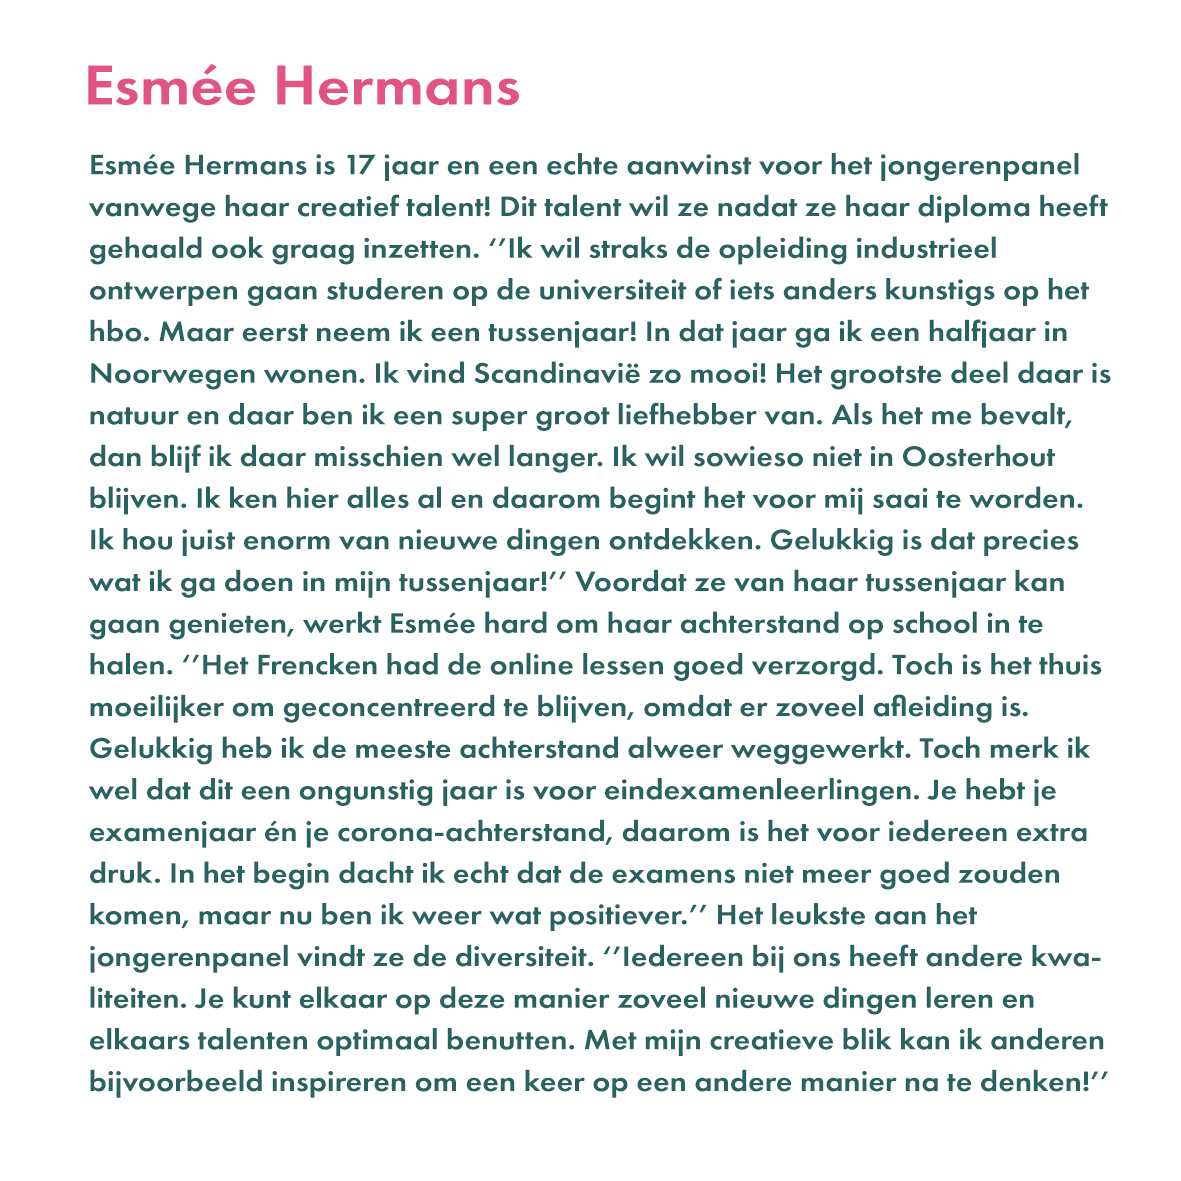 Esmée Hermans
Esmée Hermans is 17 jaar en een echte aanwinst voor het jongerenpanel
vanwege haar creatief talent! Dit talent wil ze nadat ze haar diploma heeft
gehaald ook graag inzetten. ‘’Ik wil straks de opleiding industrieel
ontwerpen gaan studeren op de universiteit of iets anders kunstigs op het
hbo. Maar eerst neem ik een tussenjaar! In dat jaar ga ik een halfjaar in
Noorwegen wonen. Ik vind Scandinavië zo mooi! Het grootste deel daar is
natuur en daar ben ik een super groot liefhebber van. Als het me bevalt,
dan blijf ik daar misschien wel langer. Ik wil sowieso niet in Oosterhout
blijven. Ik ken hier alles al en daarom begint het voor mij saai te worden.
Ik hou juist enorm van nieuwe dingen ontdekken. Gelukkig is dat precies
wat ik ga doen in mijn tussenjaar!’’ Voordat ze van haar tussenjaar kan
gaan genieten, werkt Esmée hard om haar achterstand op school in te
halen. ‘’Het Frencken had de online lessen goed verzorgd. Toch is het thuis
moeilijker om geconcentreerd te blijven, omdat er zoveel afleiding is.
Gelukkig heb ik de meeste achterstand alweer weggewerkt. Toch merk ik
wel dat dit een ongunstig jaar is voor eindexamenleerlingen. Je hebt je
examenjaar én je corona-achterstand, daarom is het voor iedereen extra
druk. In het begin dacht ik echt dat de examens niet meer goed zouden
komen, maar nu ben ik weer wat positiever.’’ Het leukste aan het
jongerenpanel vindt ze de diversiteit. ‘’Iedereen bij ons heeft andere kwa-
liteiten. Je kunt elkaar op deze manier zoveel nieuwe dingen leren en
elkaars talenten optimaal benutten. Met mijn creatieve blik kan ik anderen
bijvoorbeeld inspireren om een keer op een andere manier na te denken!’’